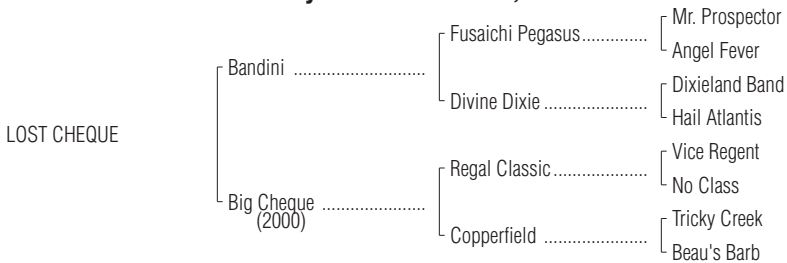 Mr. Prospector
Fusaichi Pegasus..............
Angel Fever
Bandini ............................
Dixieland Band
Divine Dixie ......................
Hail Atlantis
LOST CHEQUE
Vice Regent
Regal Classic....................
No Class
Big Cheque ......................
(2000)
Tricky Creek
Copperfield ......................
Beau's Barb